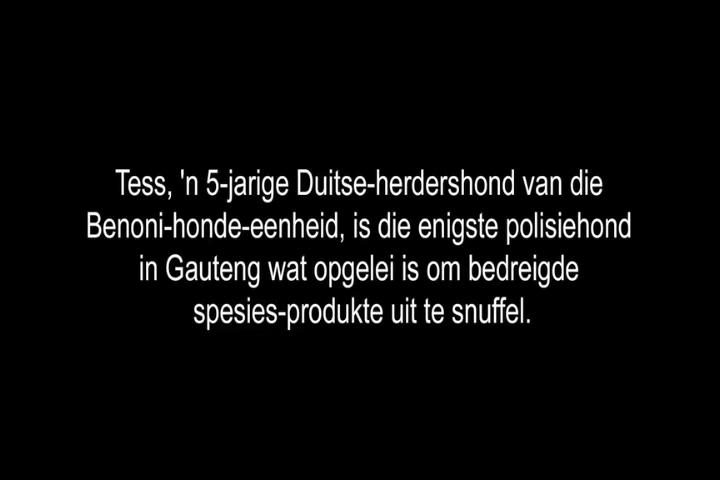 Tess, 'n 5-jarige Duitse-herdershond van die
Benoni-honde-eenheid, is die enigste polisiehond
in Gauteng wat opgelei is om bedreigde
spesies-produkte uit te snuffel.